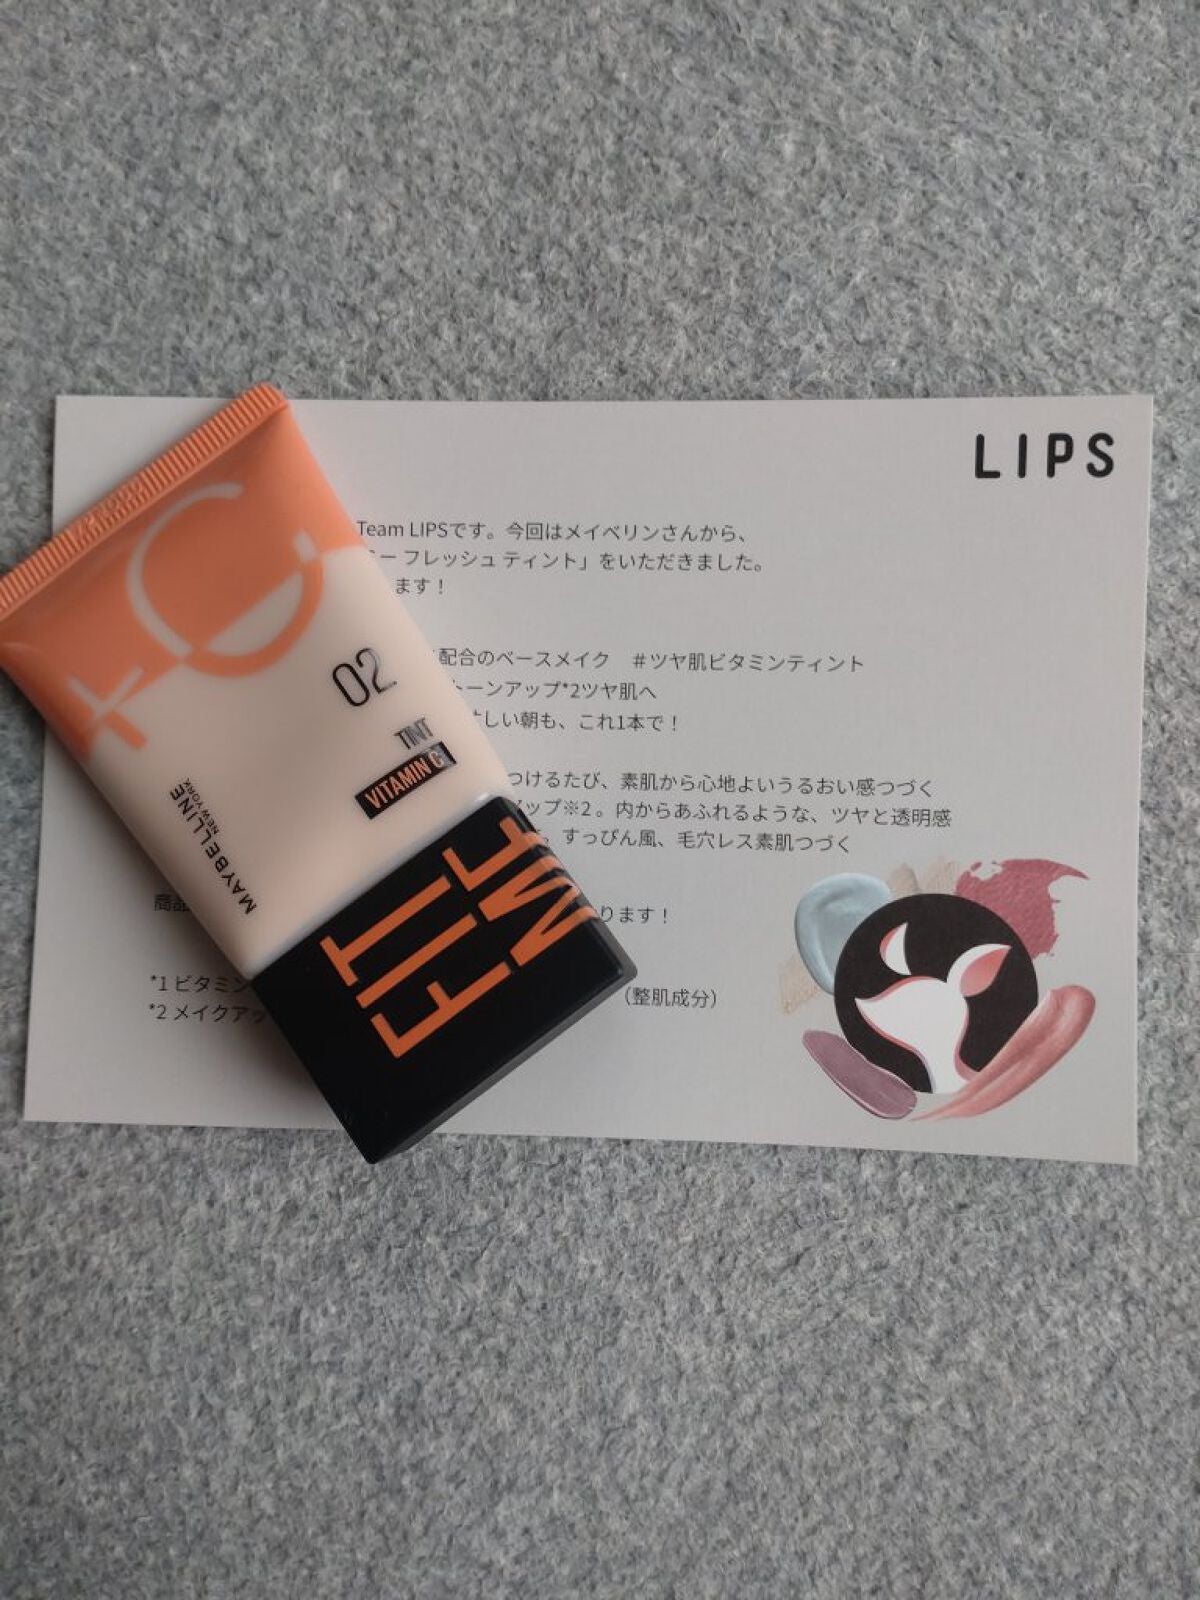 LIPS
Team LIPSです。今回はメイベリンさんから、
ー フレッシュ ティント」をいただきました。
ます!
配合のベースメイク #ツヤ肌ビタミンティント
トーンアップ*2ツヤ肌へ
しい朝も、これ1本で!
つけるたび、素肌から心地よいうるおい感つづく
アップ※2。内からあふれるような、ツヤと透明感
すっぴん風、毛穴レス素肌つづく
商品
ります!
*1 ビタミン
(整肌成分)
*2 メイクアッ
+C
02
TINT
VITAMIN C
MAYBELLINE
NEW YORK
FIT
ME